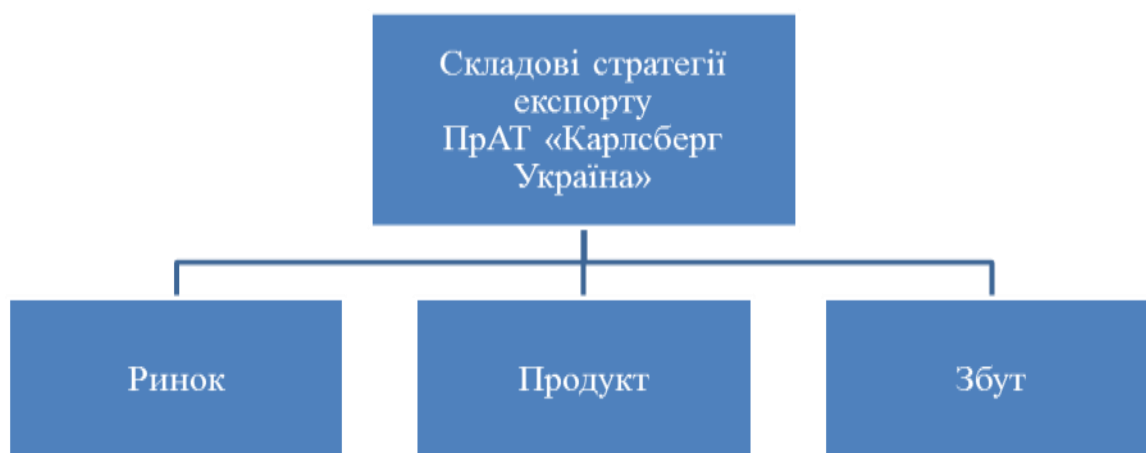 Складові стратегії
експорту
ПрАТ «Карлсберг
Україна»
Ринок
Продукт
Збут